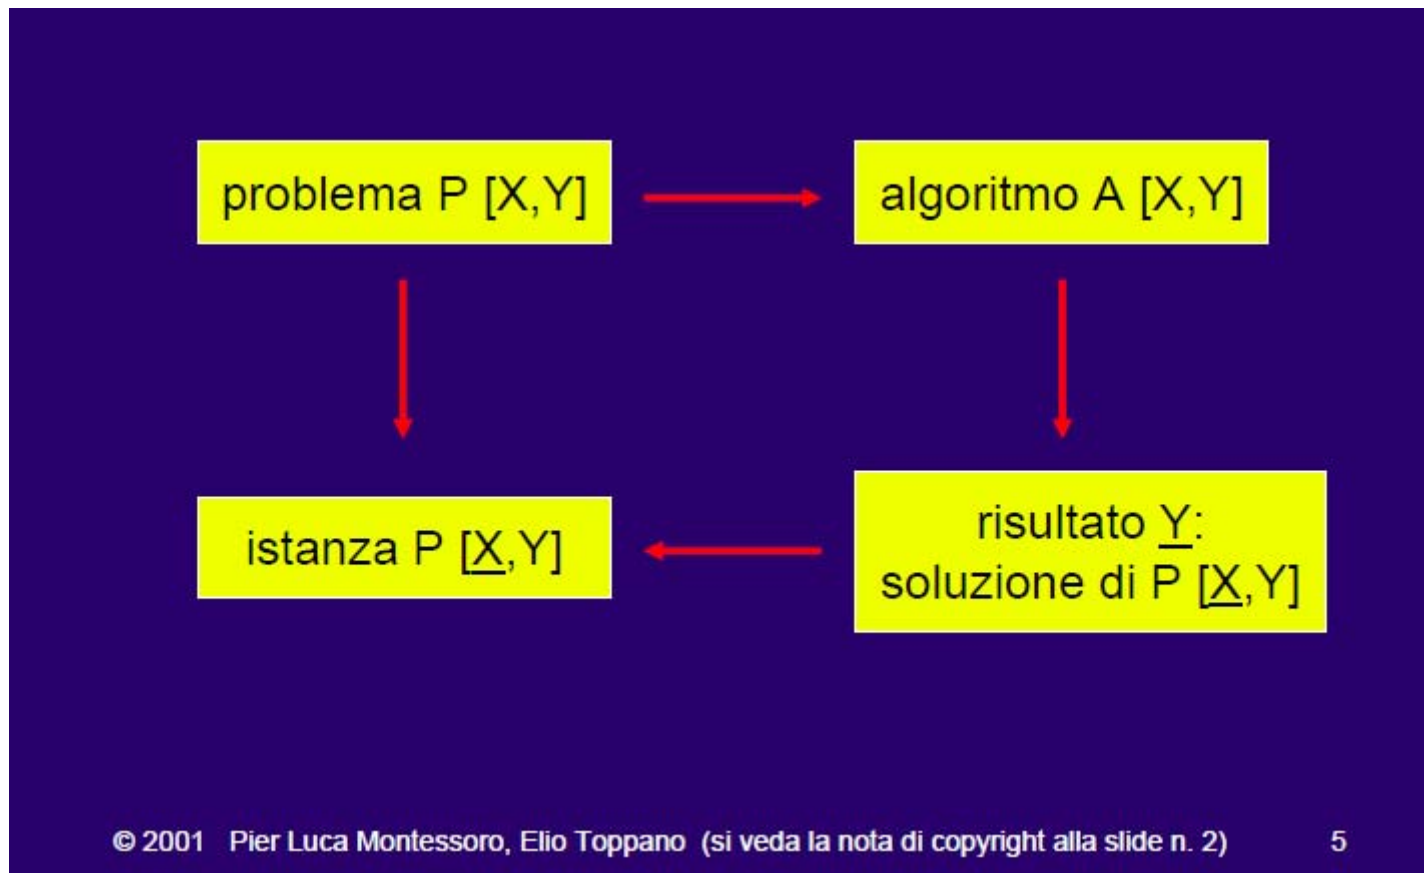 problema P [X,Y]
algoritmo A [X,Y]
istanza P [X,Y]
risultato Y:
soluzione di P [X,Y]
© 2001 Pier Luca Montessoro, Elio Toppano (si veda la nota di copyright alla slide n. 2)
5